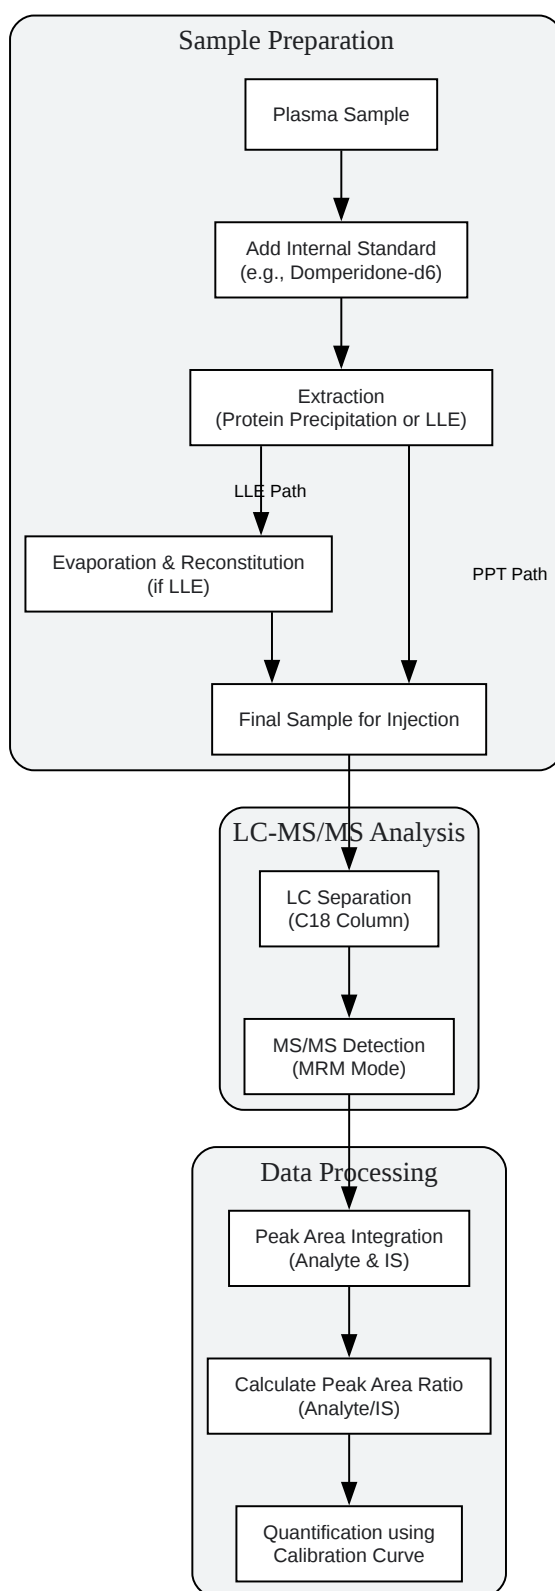 Sample Preparation
Plasma Sample
Add Internal Standard
(e.g., Domperidone-d6)
Extraction
(Protein Precipitation or LLE)
LLE Path
Evaporation & Reconstitution
(if LLE)
PPT Path
Final Sample for Injection
LC-MS/MS Analysis
LC Separation
(C18 Column)
MS/MS Detection
(MRM Mode)
Data Processing
Peak Area Integration
(Analyte & IS)
Calculate Peak Area Ratio
(Analyte/IS)
Quantification using
Calibration Curve